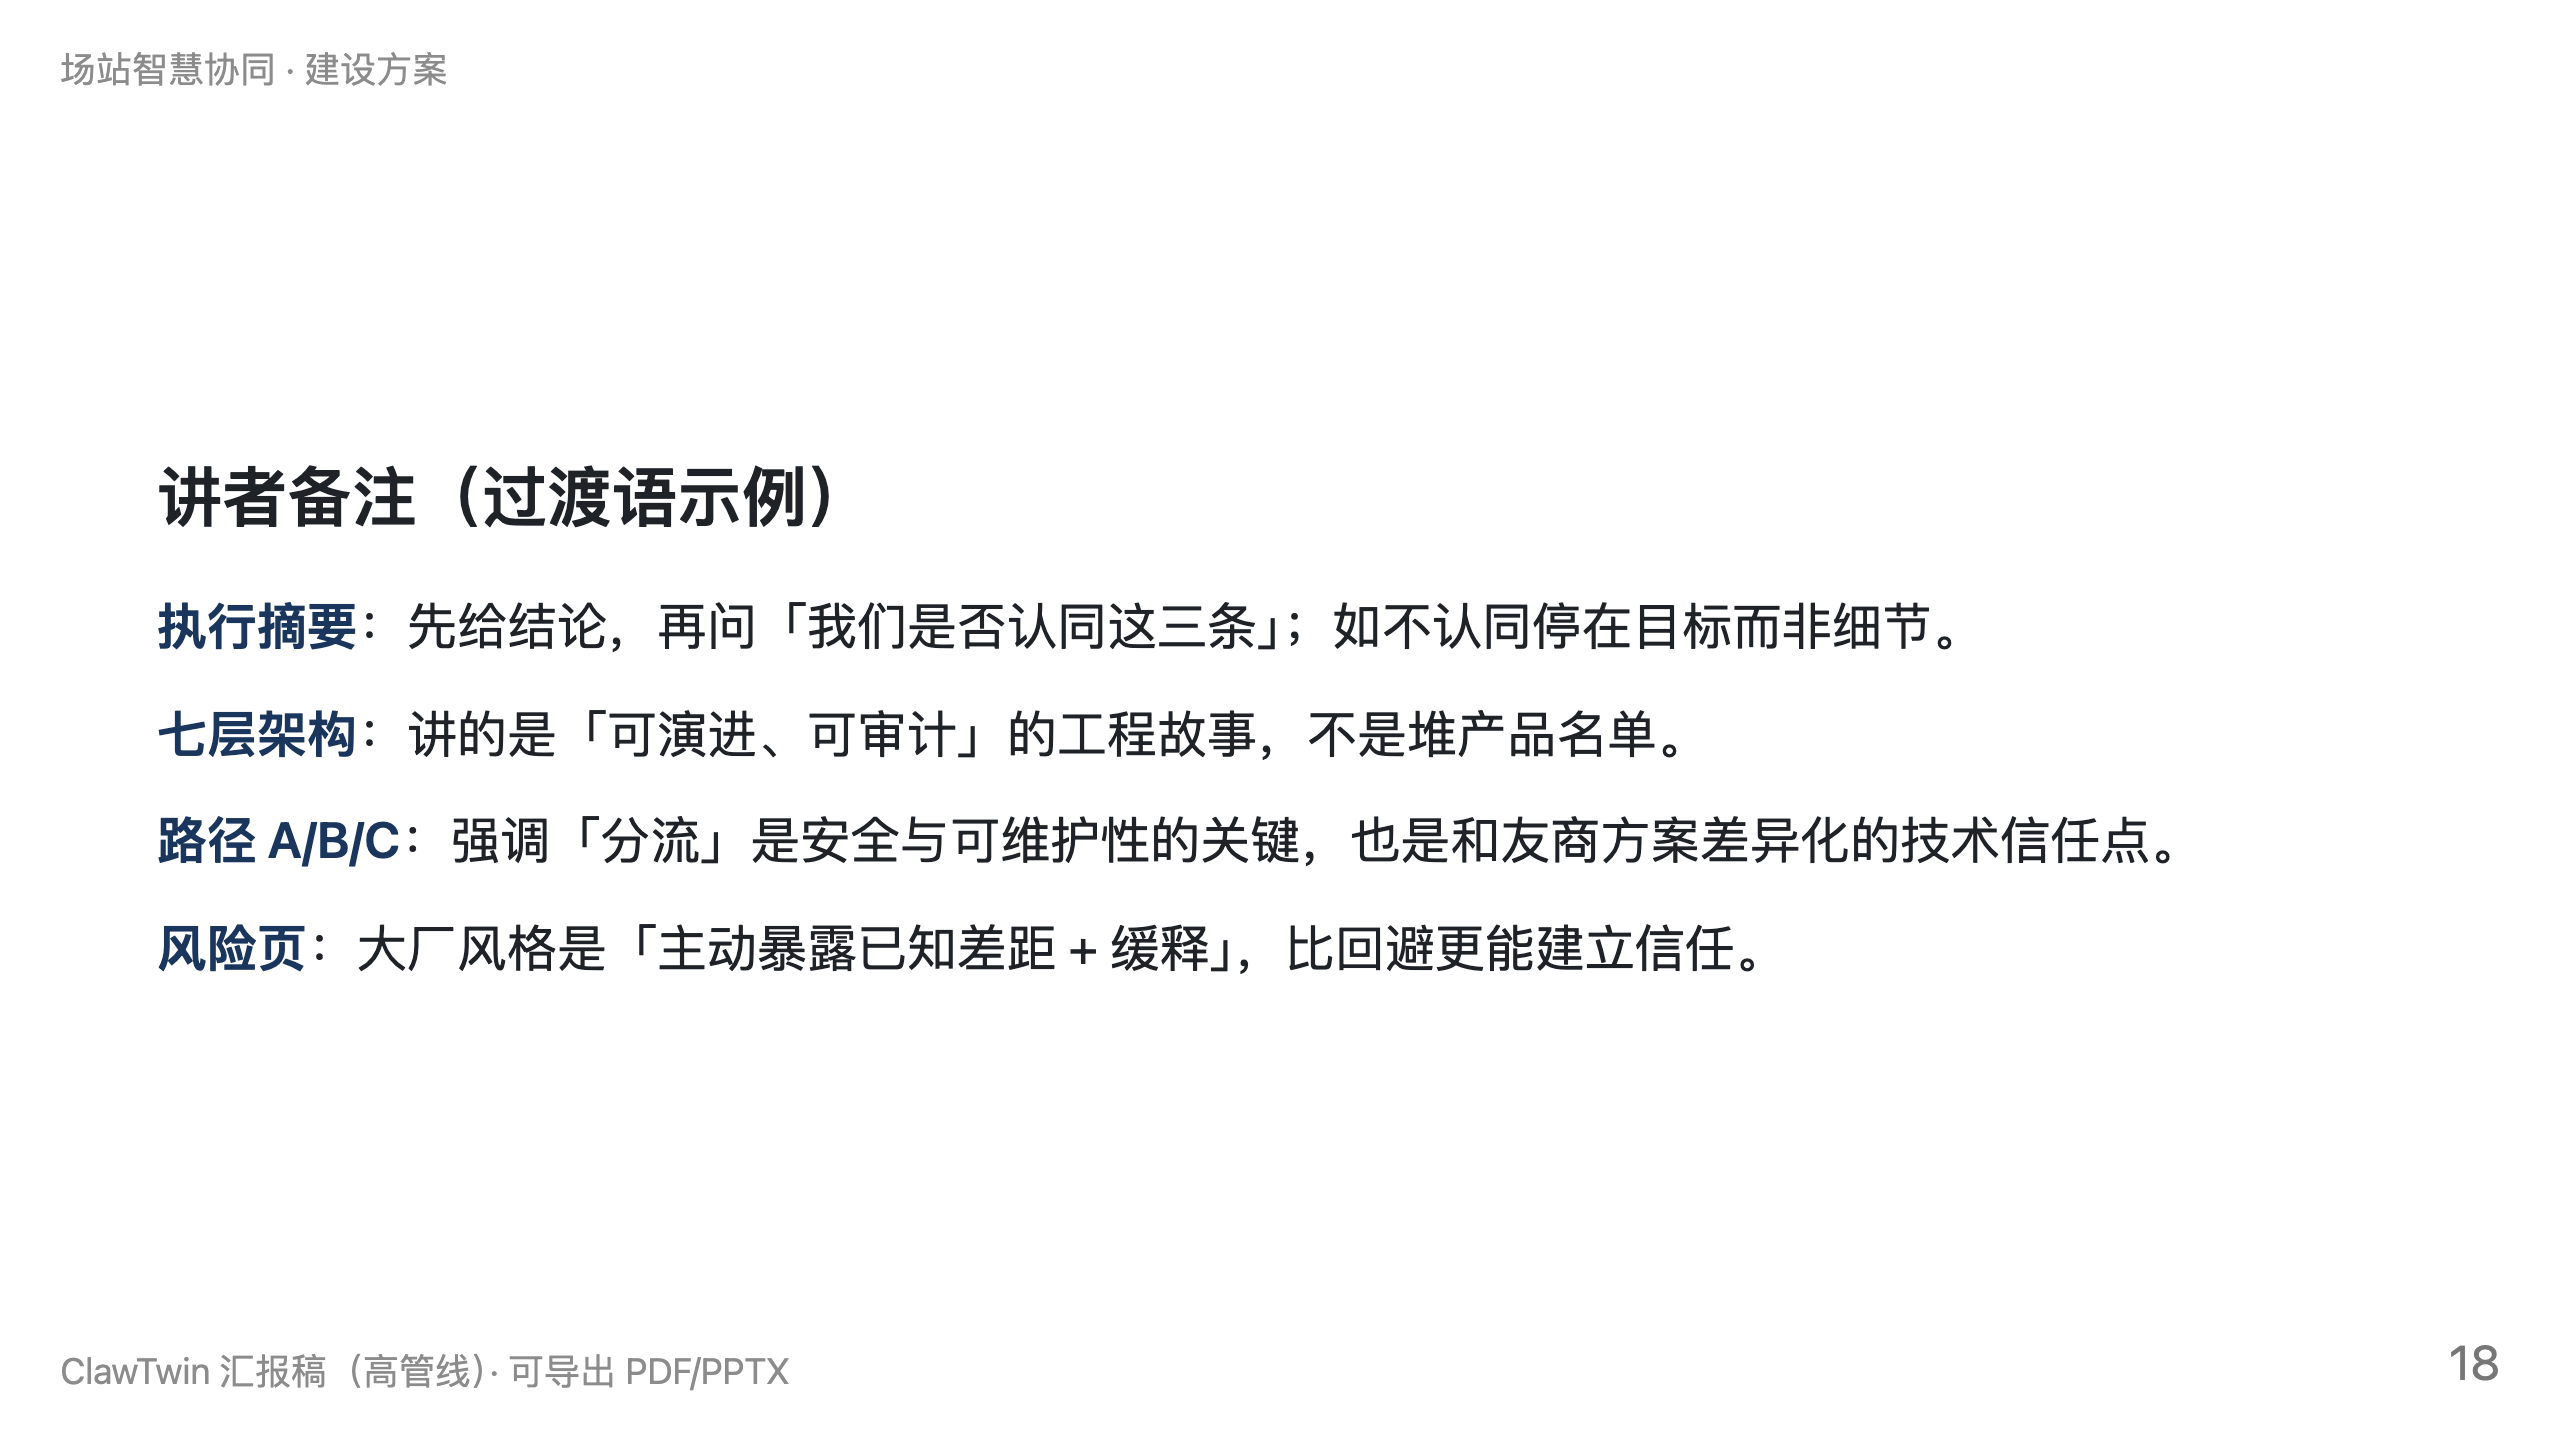 场站智慧协同 · 建设方案
讲者备注（过渡语示例）
执行摘要：先给结论，再问「我们是否认同这三条」；如不认同停在目标而非细节。
七层架构：讲的是「可演进、可审计」的工程故事，不是堆产品名单。
路径 A/B/C：强调「分流」是安全与可维护性的关键，也是和友商方案差异化的技术信任点。
风险页：大厂风格是「主动暴露已知差距 + 缓释」，比回避更能建立信任。
ClawTwin 汇报稿（高管线）· 可导出 PDF/PPTX
18